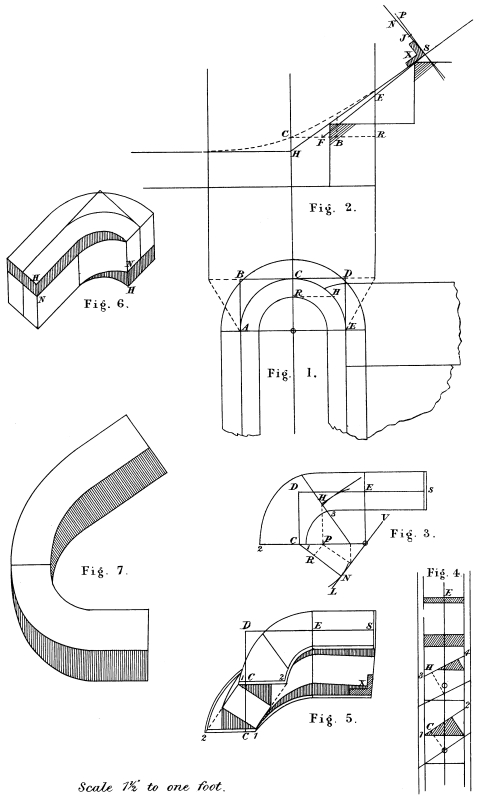 P
N
J
S
X
E
C
F
B
R
H
Fig. 2.
B
C
D
R
H
A
E
Fig. 1.
H
N
N
H
Fig. 6.
Fig. 7.
D
H
E
S
3
V
2
C
P
Fig. 3.
R
N
L
Fig. 4.
E
3
H
4
2
1
C
D
E
S
C
2
X
Fig. 5.
2
C
1
Scale 1½" to one foot.